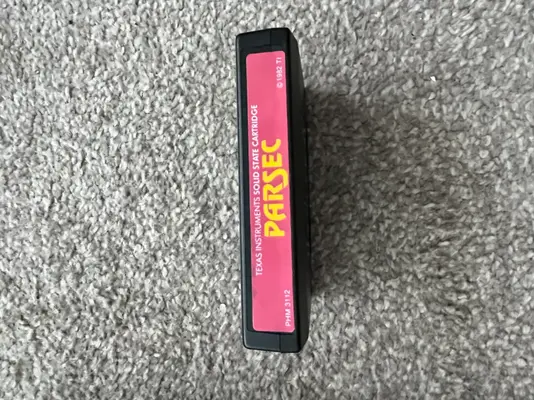 TEXAS INSTRUMENTS SOLID STATE CARTRIDGE
PARSEC
PHM 3112
© 1982 TI